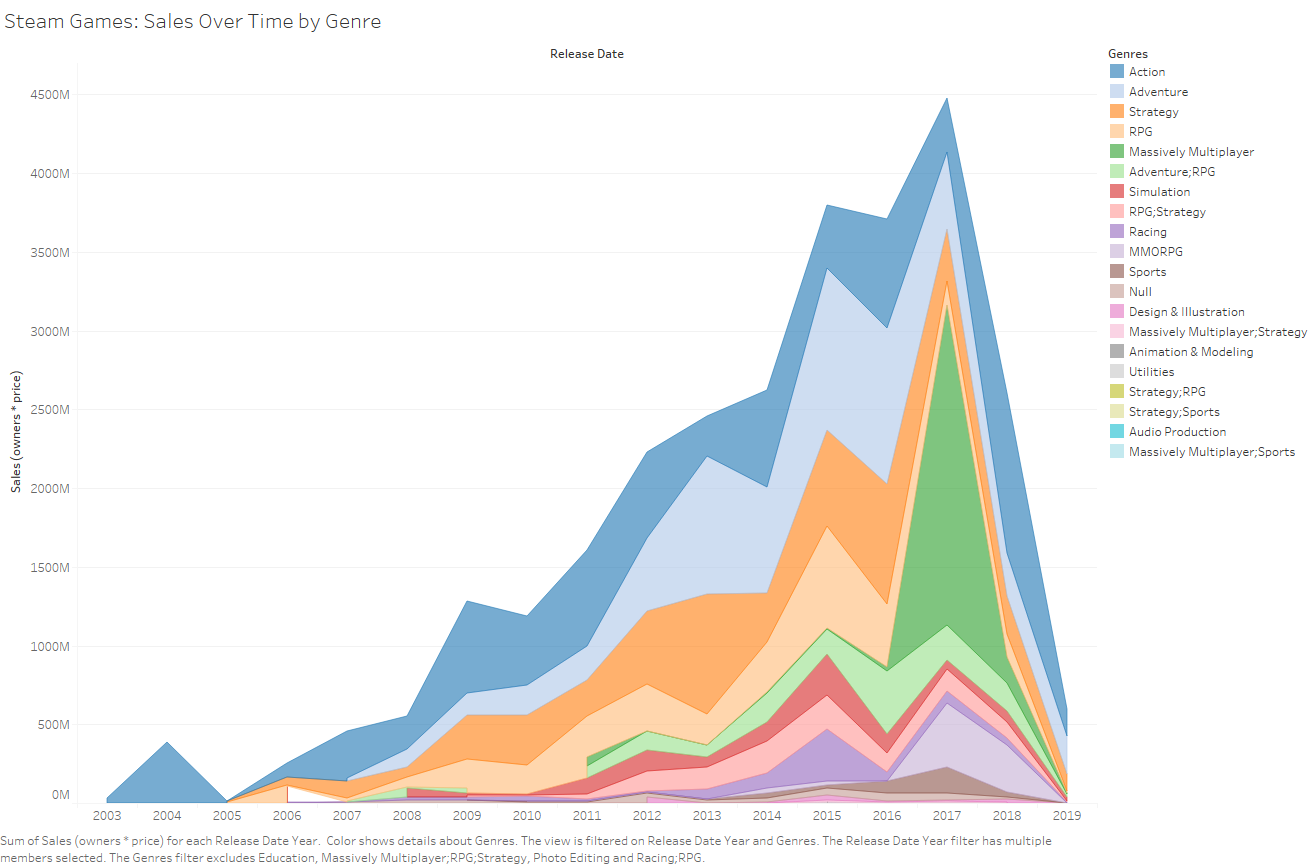 Steam Games: Sales Over Time by Genre
Release Date
Genres
Action
Adventure
Strategy
RPG
Massively Multiplayer
Adventure;RPG
Simulation
RPG;Strategy
Racing
MMORPG
Sports
Null
Design & Illustration
Massively Multiplayer;Strategy
Animation & Modeling
Utilities
Strategy;RPG
Strategy;Sports
Audio Production
Massively Multiplayer;Sports
Sales (owners * price)
4500M
4000M
3500M
3000M
2500M
2000M
1500M
1000M
500M
0M
2003 2004 2005 2006 2007 2008 2009 2010 2011 2012 2013 2014 2015 2016 2017 2018 2019
Sum of Sales (owners * price) for each Release Date Year. Color shows details about Genres. The view is filtered on Release Date Year and Genres. The Release Date Year filter has multiple
members selected. The Genres filter excludes Education, Massively Multiplayer;RPG;Strategy, Photo Editing and Racing;RPG.